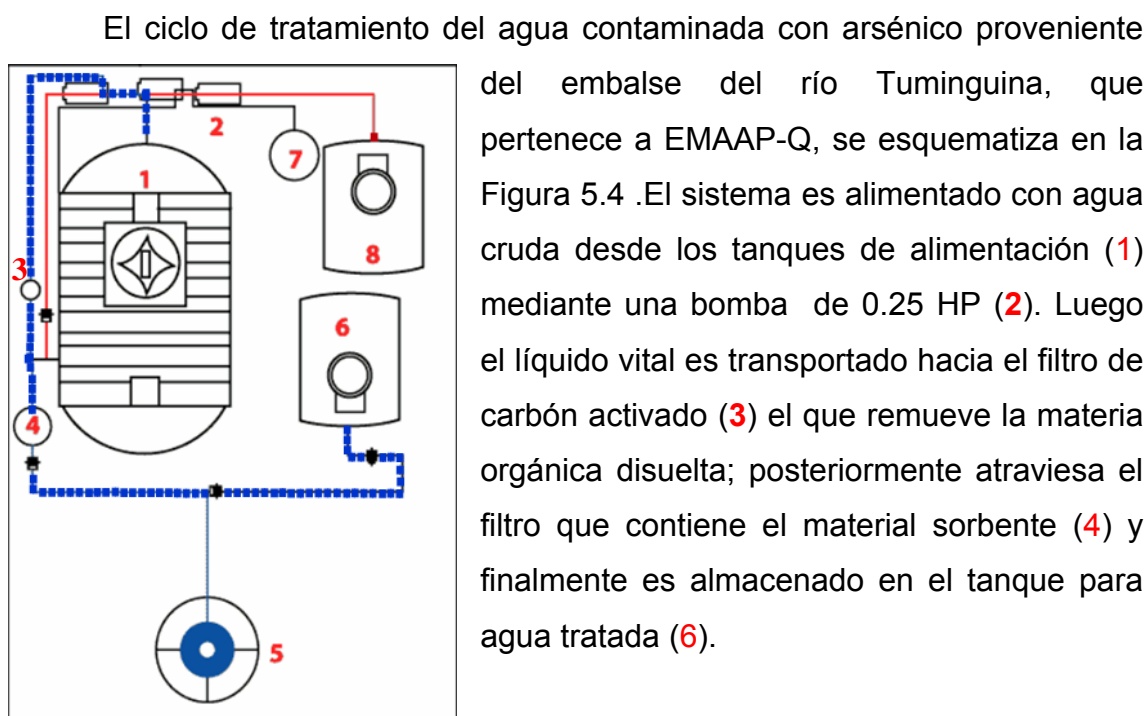 El ciclo de tratamiento del agua contaminada con arsénico proveniente
del embalse del río Tuminguina, que
pertenece a EMAAP-Q, se esquematiza en la
Figura 5.4 .El sistema es alimentado con agua
cruda desde los tanques de alimentación (1)
mediante una bomba de 0.25 HP (2). Luego
el líquido vital es transportado hacia el filtro de
carbón activado (3) el que remueve la materia
orgánica disuelta; posteriormente atraviesa el
filtro que contiene el material sorbente (4) y
finalmente es almacenado en el tanque para
agua tratada (6).
2
7
1
8
3
6
4
5